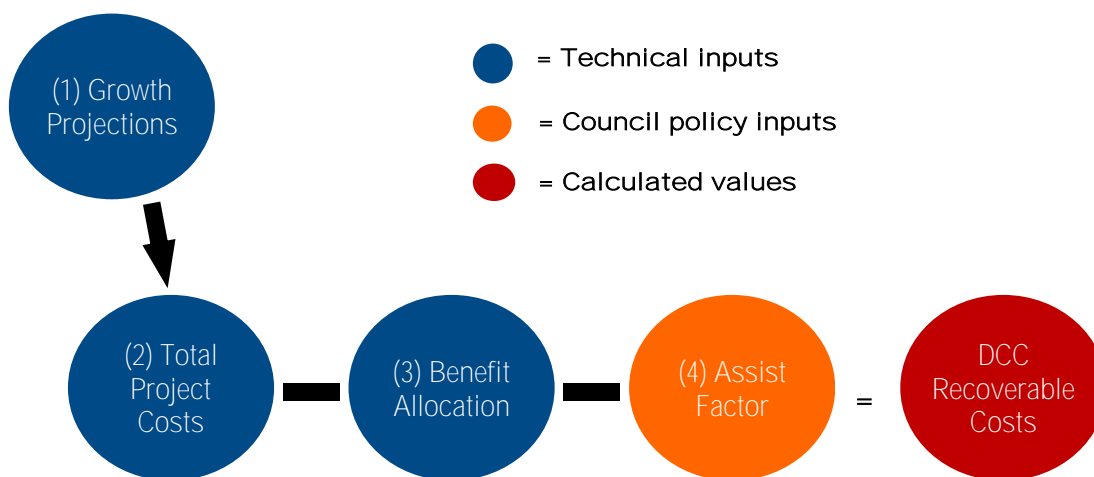 (1) Growth
Projections
= Technical inputs
= Council policy inputs
= Calculated values
(2) Total
Project
Costs
(3) Benefit
Allocation
(4) Assist
Factor
=
DCC
Recoverable
Costs